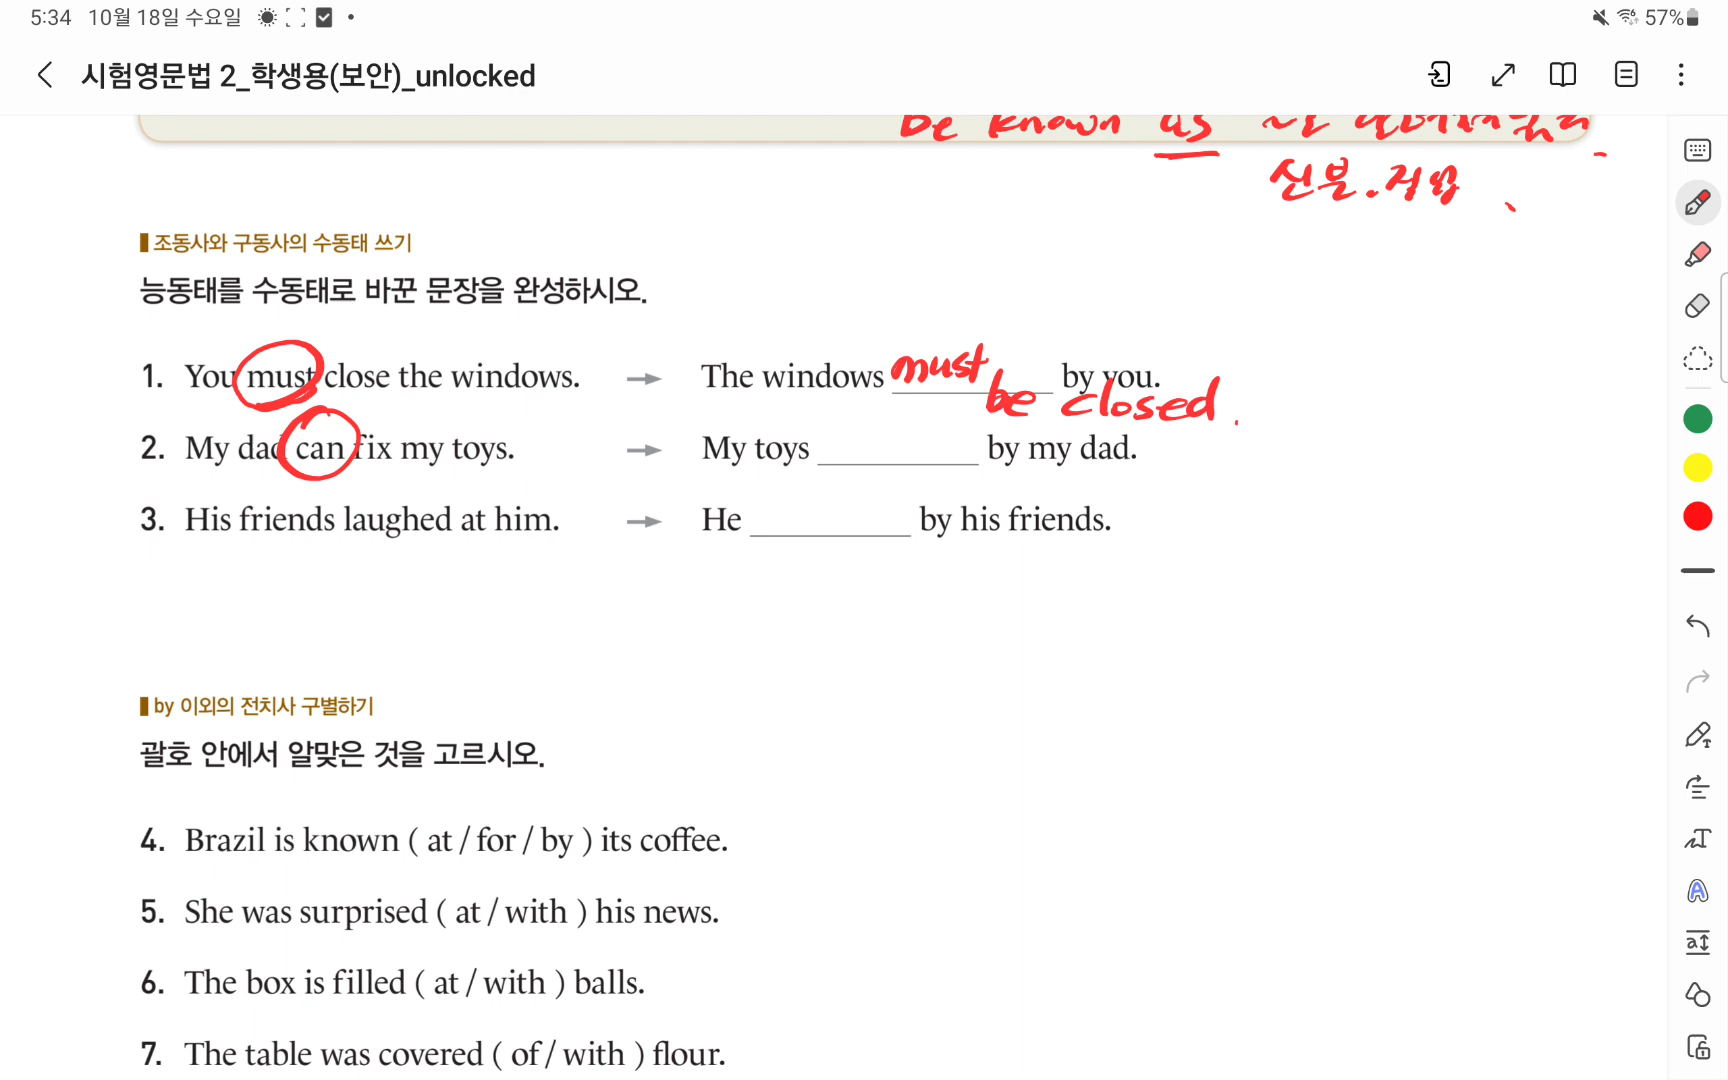 5:34 10월 18일 수요일 57%
시험영문법 2_학생용(보안)_unlocked
be known as
신분.직업
조동사와 구동사의 수동태 쓰기
능동태를 수동태로 바꾼 문장을 완성하시오.
1. You must close the windows. → The windows must be closed. by you.
2. My dad can fix my toys. → My toys ________ by my dad.
3. His friends laughed at him. → He ________ by his friends.
by 이외의 전치사 구별하기
괄호 안에서 알맞은 것을 고르시오.
4. Brazil is known ( at / for / by ) its coffee.
5. She was surprised ( at / with ) his news.
6. The box is filled ( at / with ) balls.
7. The table was covered ( of / with ) flour.